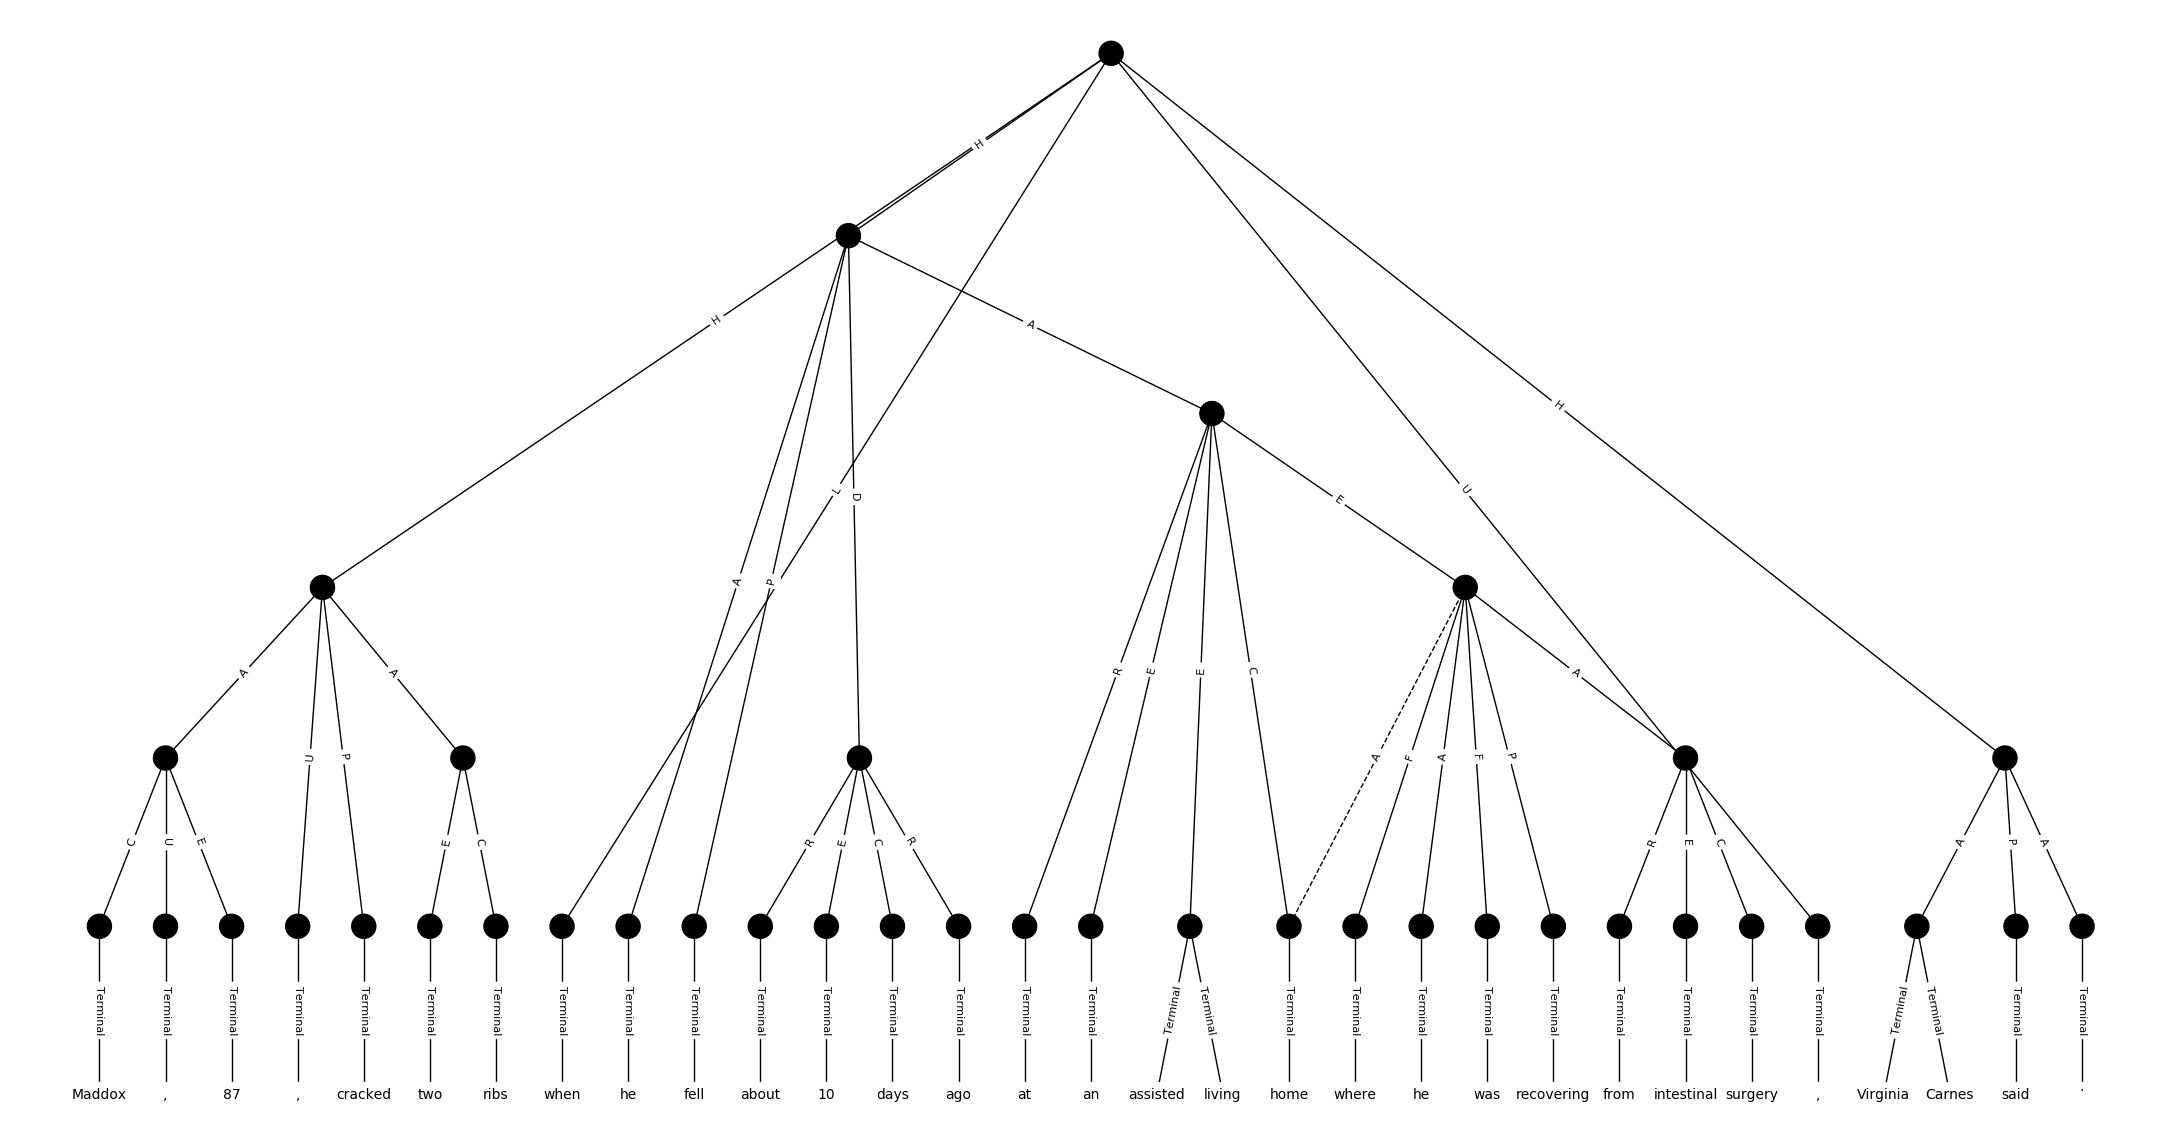 H
H
A
H
L
D
U
E
A
P
R
E
E
C
A
A
A
U
P
A
F
A
F
P
C
U
E
E
C
R
E
C
R
R
E
C
A
P
A
Terminal Terminal Terminal Terminal Terminal Terminal Terminal Terminal Terminal Terminal Terminal Terminal Terminal Terminal Terminal Terminal Terminal Terminal Terminal Terminal Terminal Terminal Terminal Terminal Terminal Terminal Terminal Terminal Terminal Terminal Terminal
Maddox , 87 , cracked two ribs when he fell about 10 days ago at an assisted living home where he was recovering from intestinal surgery , Virginia Carnes said .